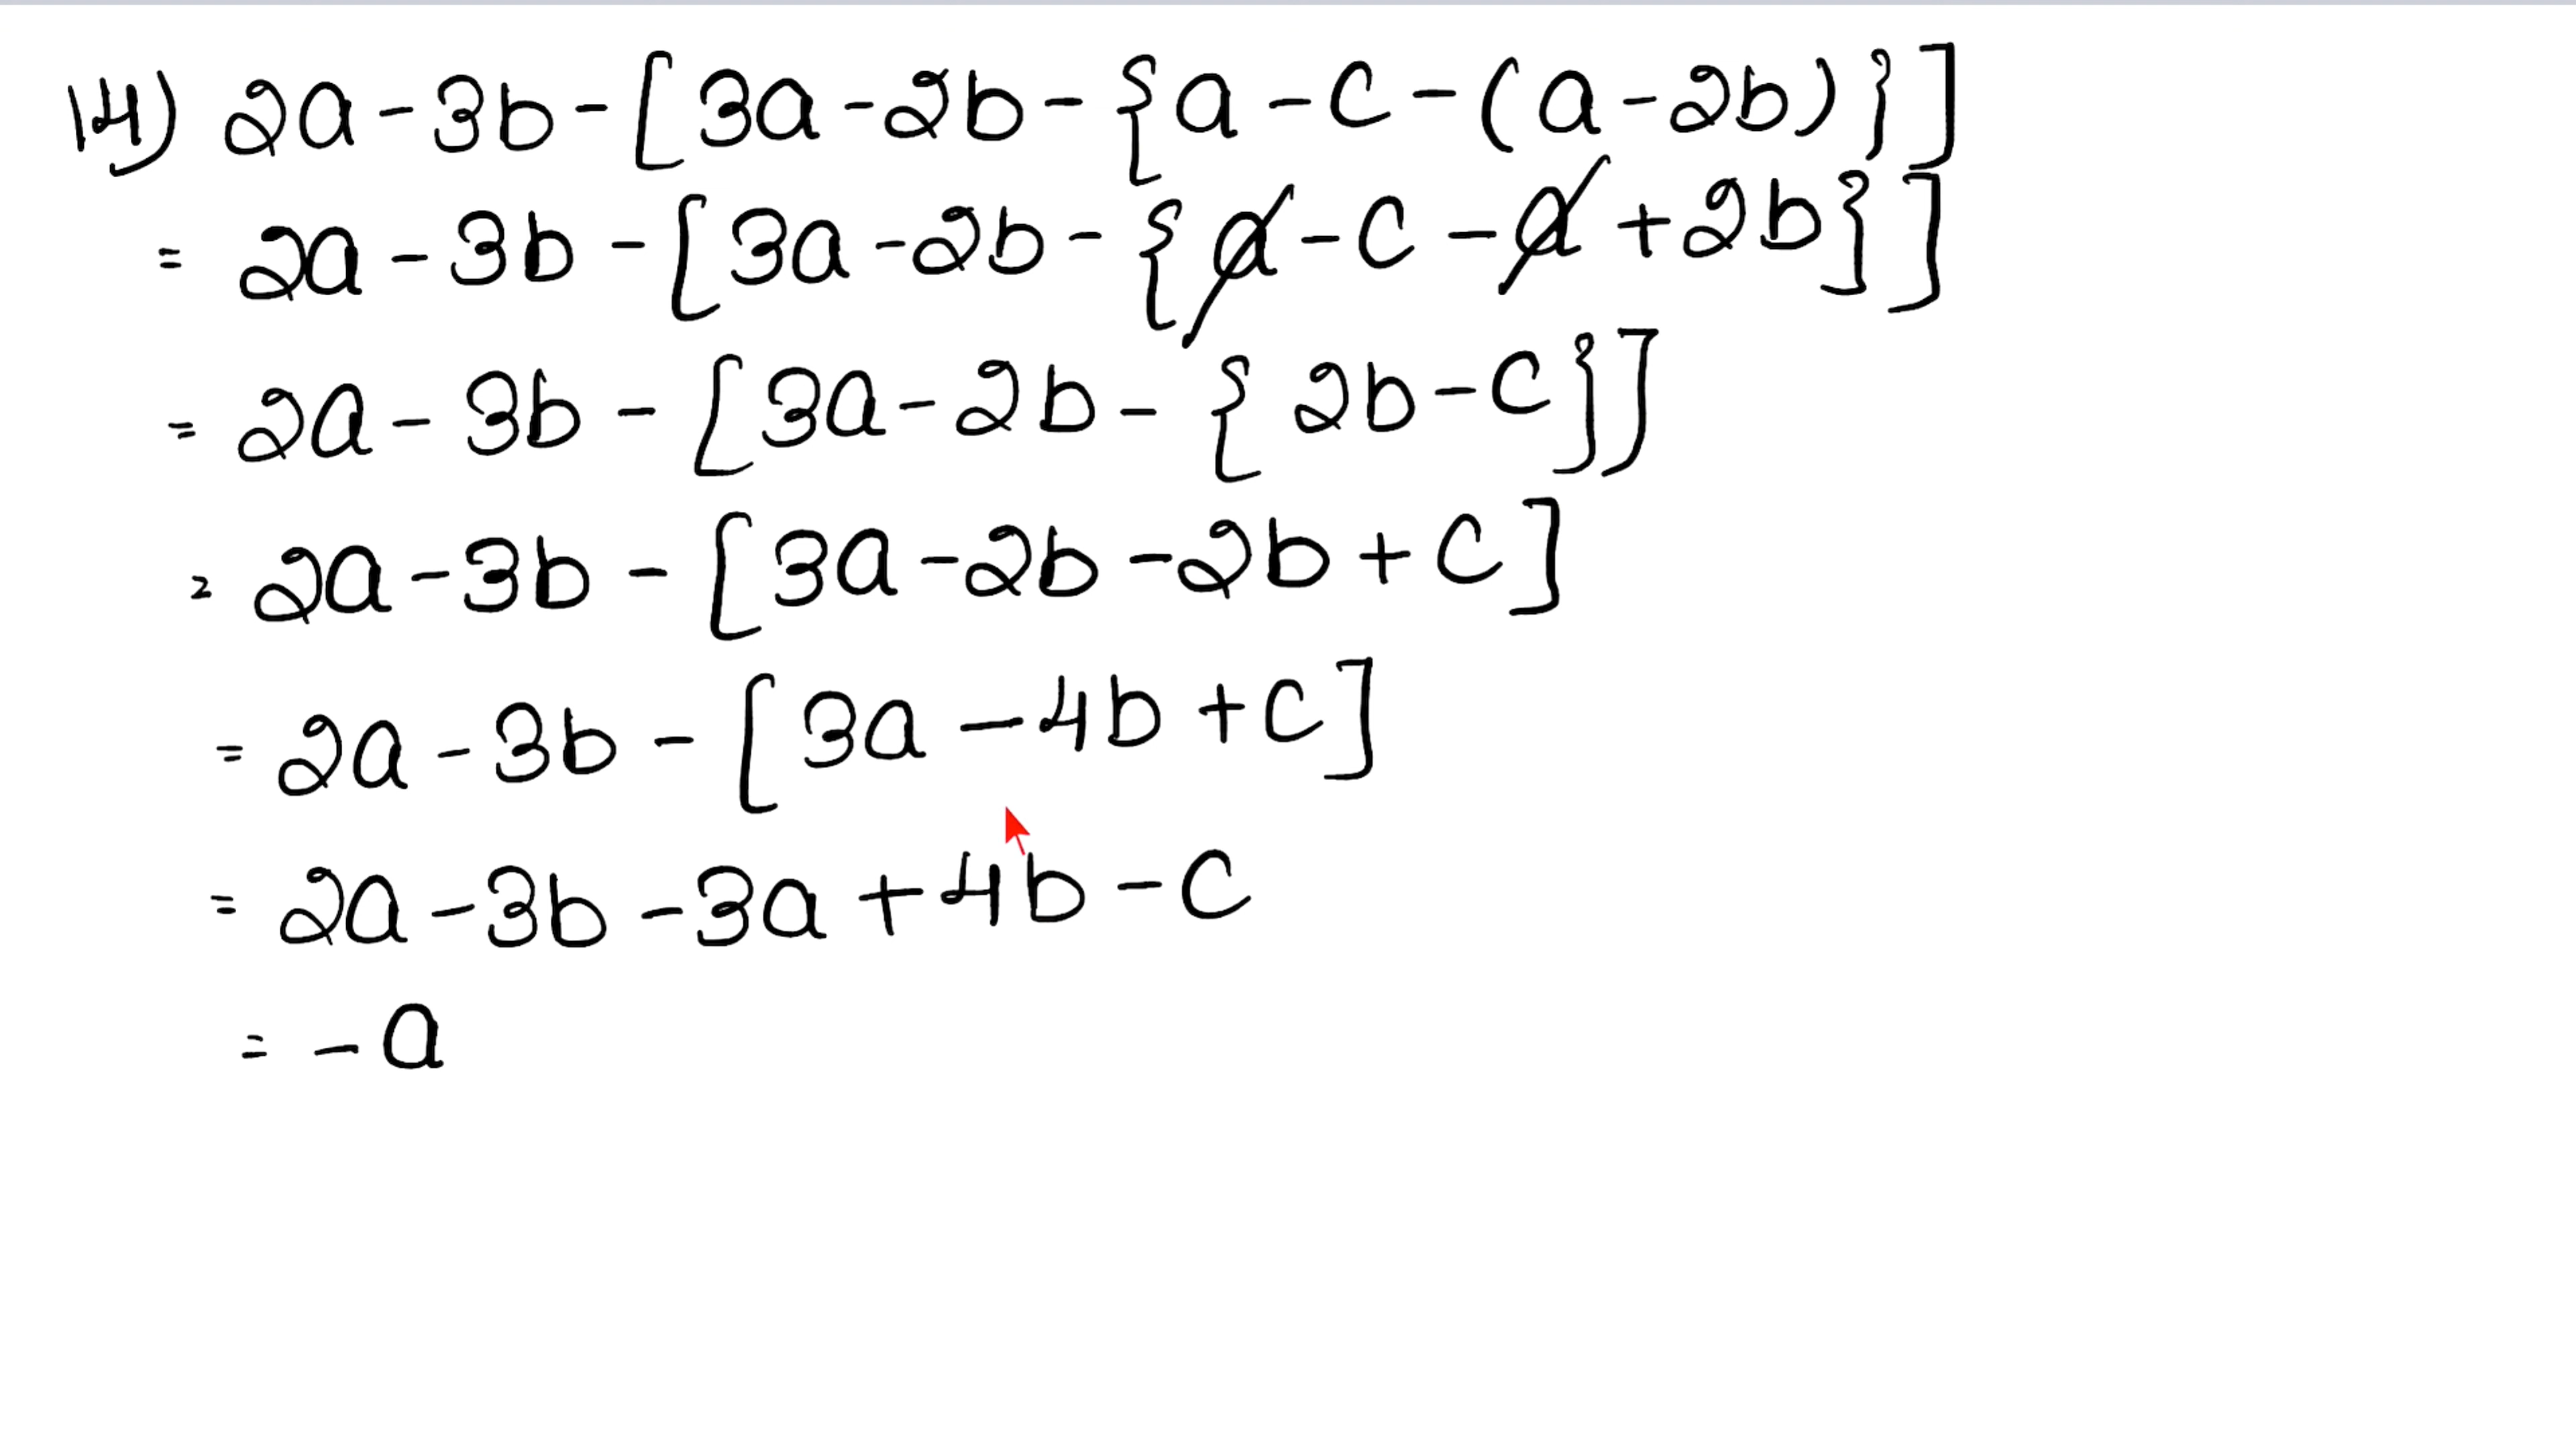 14) 2a-3b-[3a-2b-{a-c-(a-2b)}]
= 2a-3b-[3a-2b-{a-c-a+2b}]
= 2a-3b-[3a-2b-{2b-c}]
= 2a-3b-[3a-2b-2b+c]
= 2a-3b-[3a-4b+c]
= 2a-3b-3a+4b-c
= -a